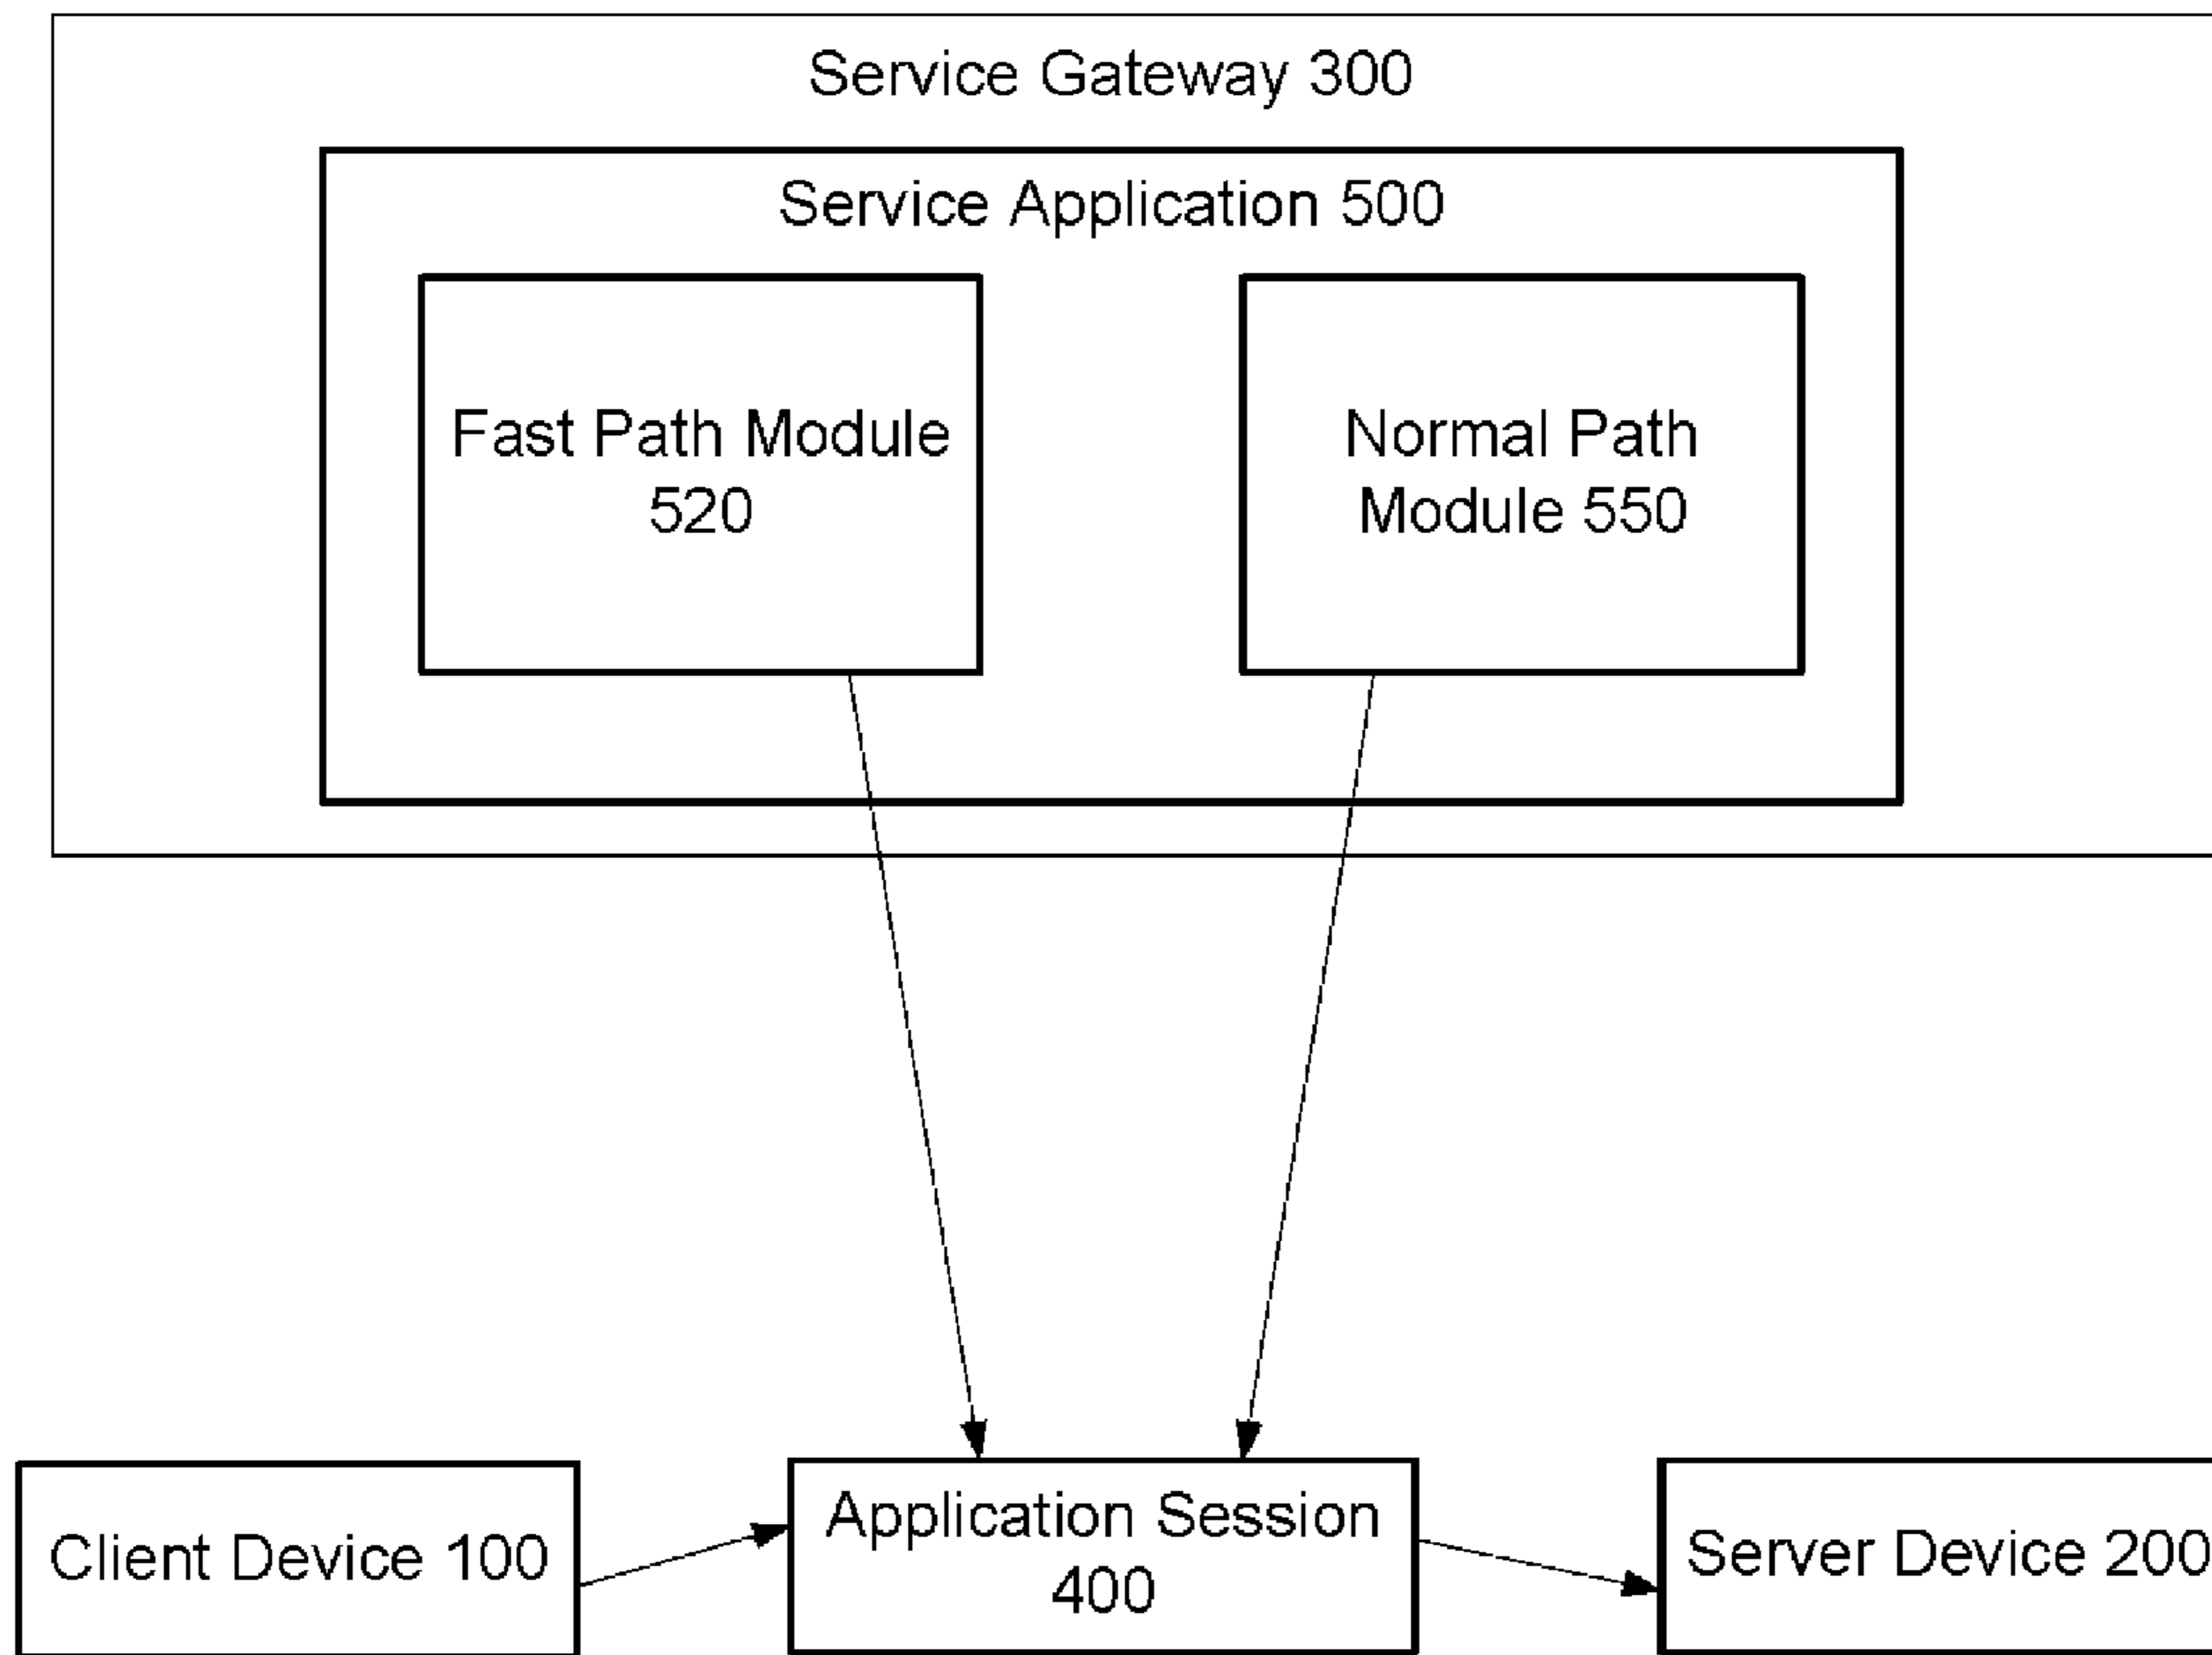 Service Gateway 300
Service Application 500
Fast Path Module
520
Normal Path
Module 550
Client Device 100
Application Session
400
Server Device 200